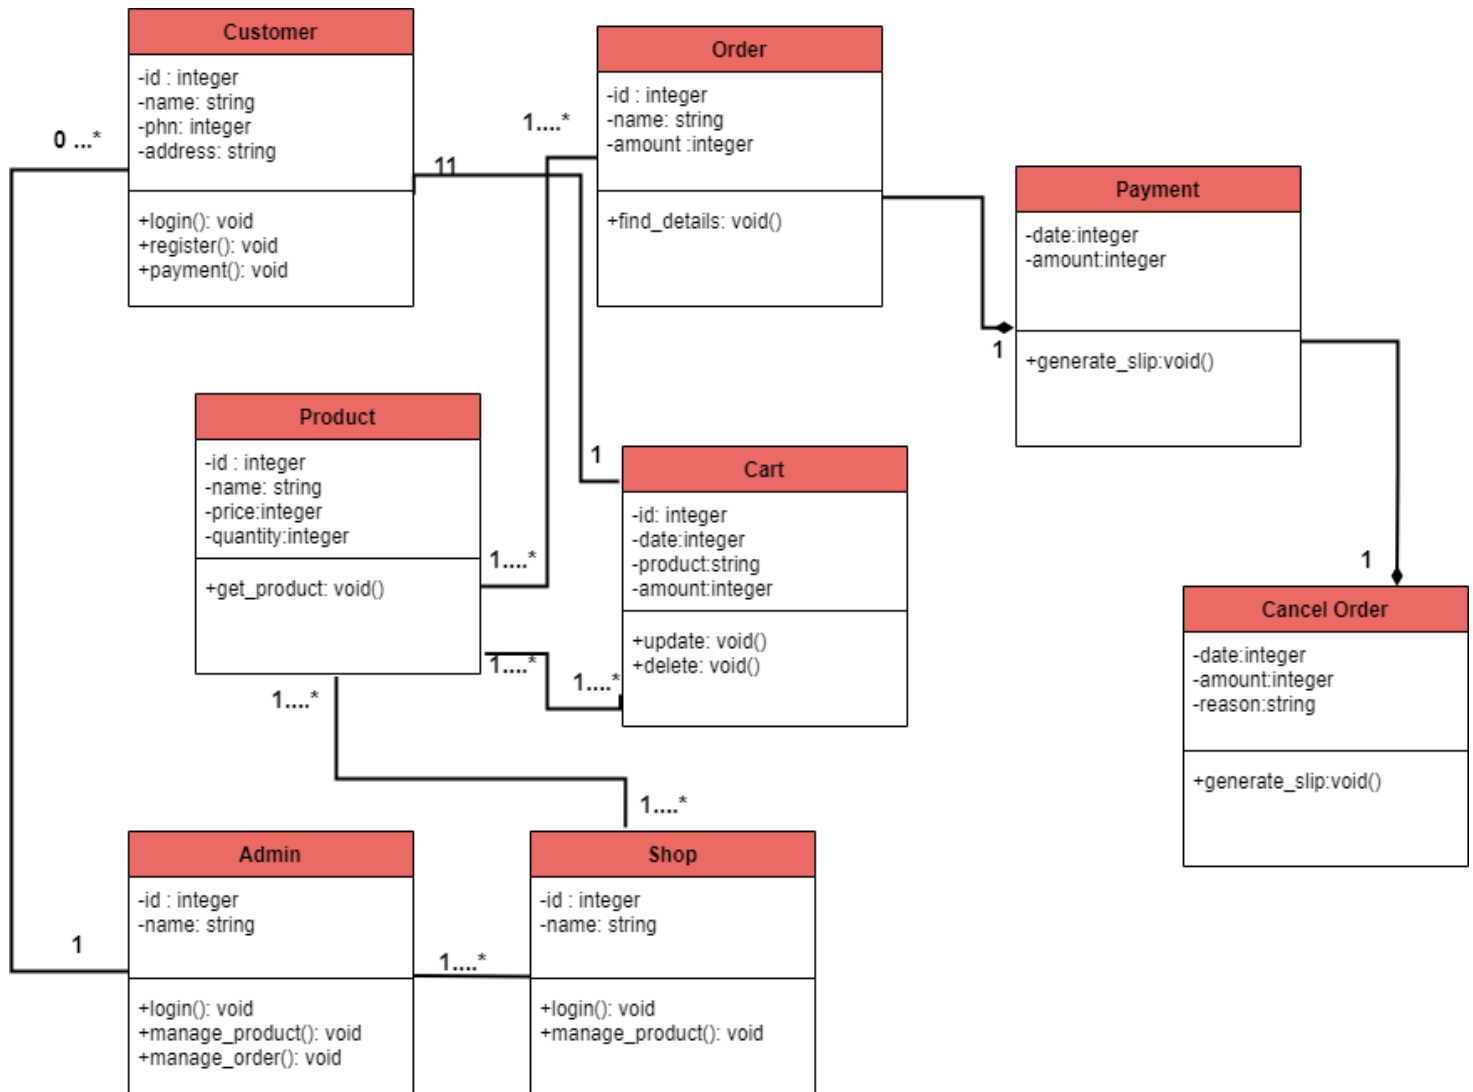 Customer
-id : integer
-name: string
-phn: integer
-address: string
+login(): void
+register(): void
+payment(): void
0 ...*
11
Order
-id : integer
-name: string
-amount :integer
+find_details: void()
1....*
Payment
-date:integer
-amount:integer
+generate_slip:void()
1
Product
-id : integer
-name: string
-price:integer
-quantity:integer
+get_product: void()
1....*
1....*
1....*
Cart
-id: integer
-date:integer
-product:string
-amount:integer
+update: void()
+delete: void()
1
1....*
Cancel Order
-date:integer
-amount:integer
-reason:string
+generate_slip:void()
1
Admin
-id : integer
-name: string
+login(): void
+manage_product(): void
+manage_order(): void
1
1....*
Shop
-id : integer
-name: string
+login(): void
+manage_product(): void
1....*